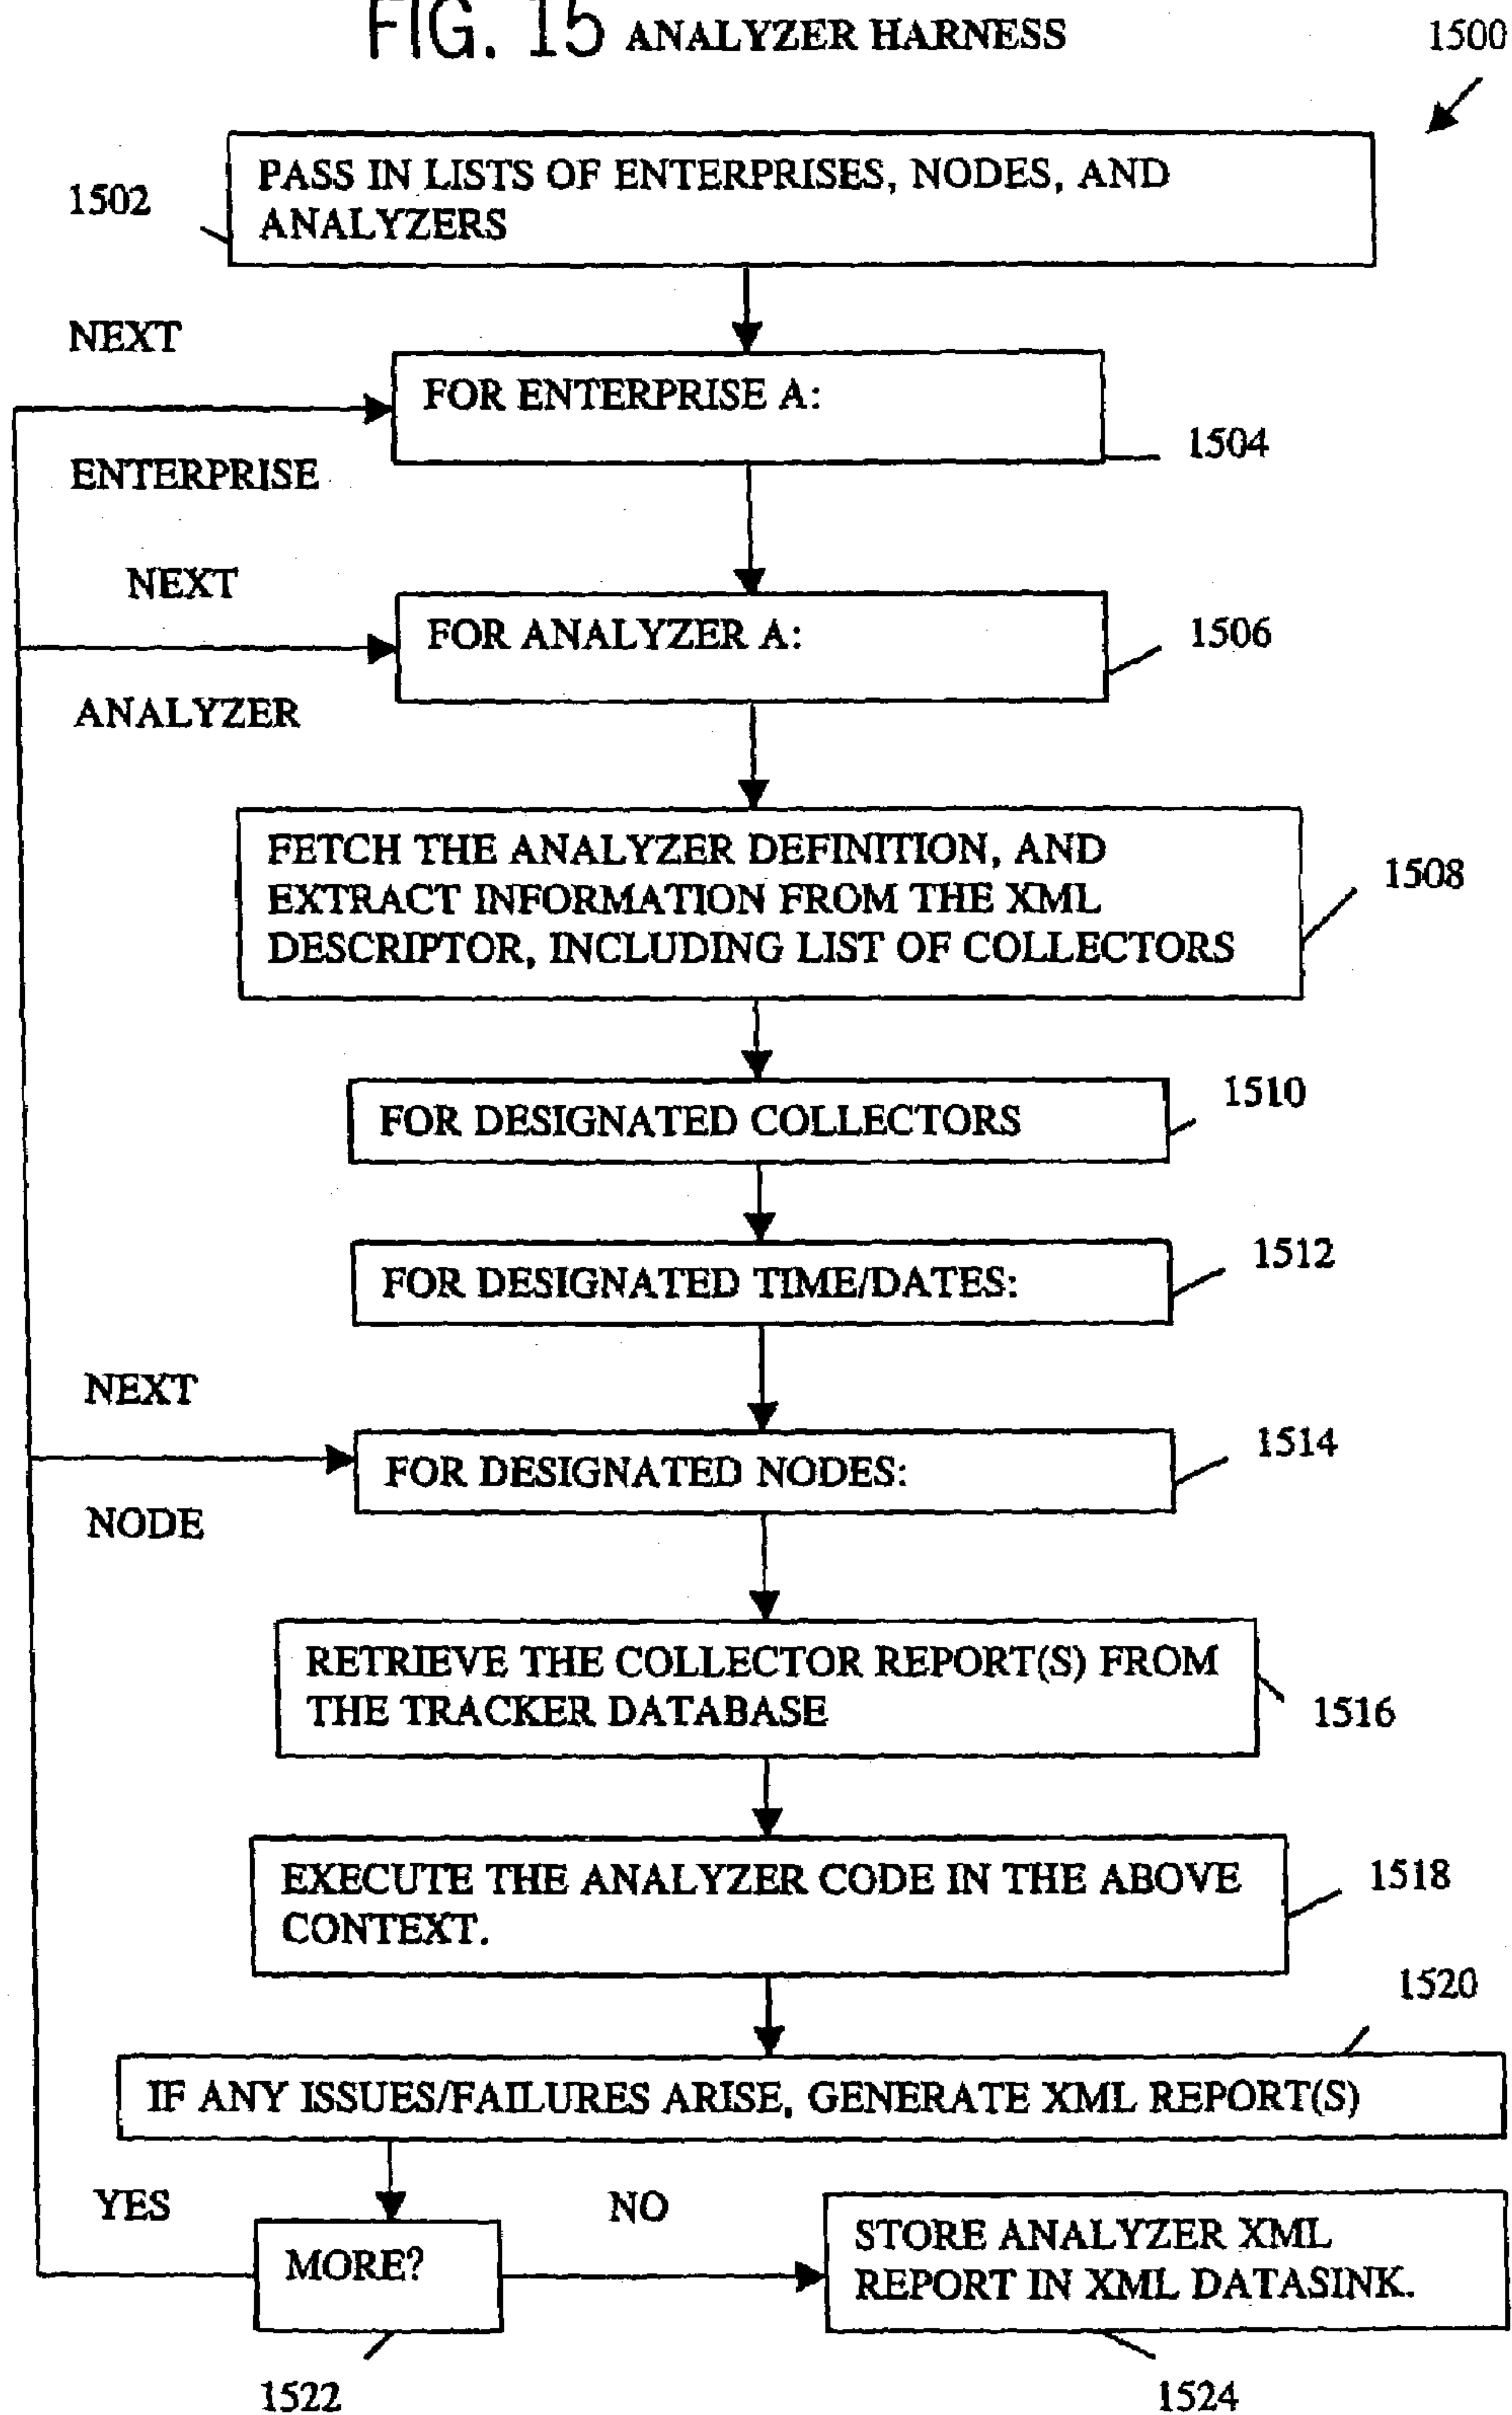 FIG. 15 ANALYZER HARNESS
1500
1502
PASS IN LISTS OF ENTERPRISES, NODES, AND
ANALYZERS
NEXT
FOR ENTERPRISE A:
1504
ENTERPRISE
NEXT
FOR ANALYZER A:
1506
ANALYZER
FETCH THE ANALYZER DEFINITION, AND
EXTRACT INFORMATION FROM THE XML
DESCRIPTOR, INCLUDING LIST OF COLLECTORS
1508
FOR DESIGNATED COLLECTORS
1510
FOR DESIGNATED TIME/DATES:
1512
NEXT
FOR DESIGNATED NODES:
1514
NODE
RETRIEVE THE COLLECTOR REPORT(S) FROM
THE TRACKER DATABASE
1516
EXECUTE THE ANALYZER CODE IN THE ABOVE
CONTEXT.
1518
1520
IF ANY ISSUES/FAILURES ARISE, GENERATE XML REPORT(S)
YES
MORE?
NO
STORE ANALYZER XML
REPORT IN XML DATASINK.
1522
1524